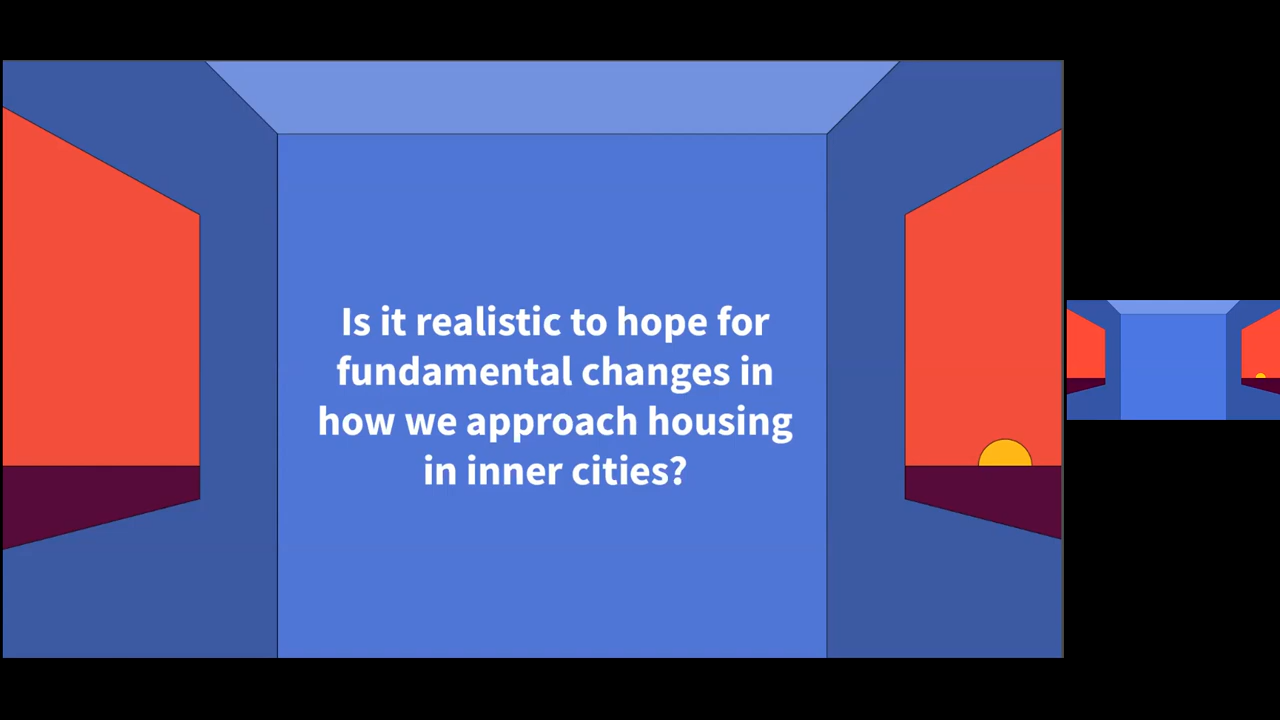 Is it realistic to hope for
fundamental changes in
how we approach housing
in inner cities?